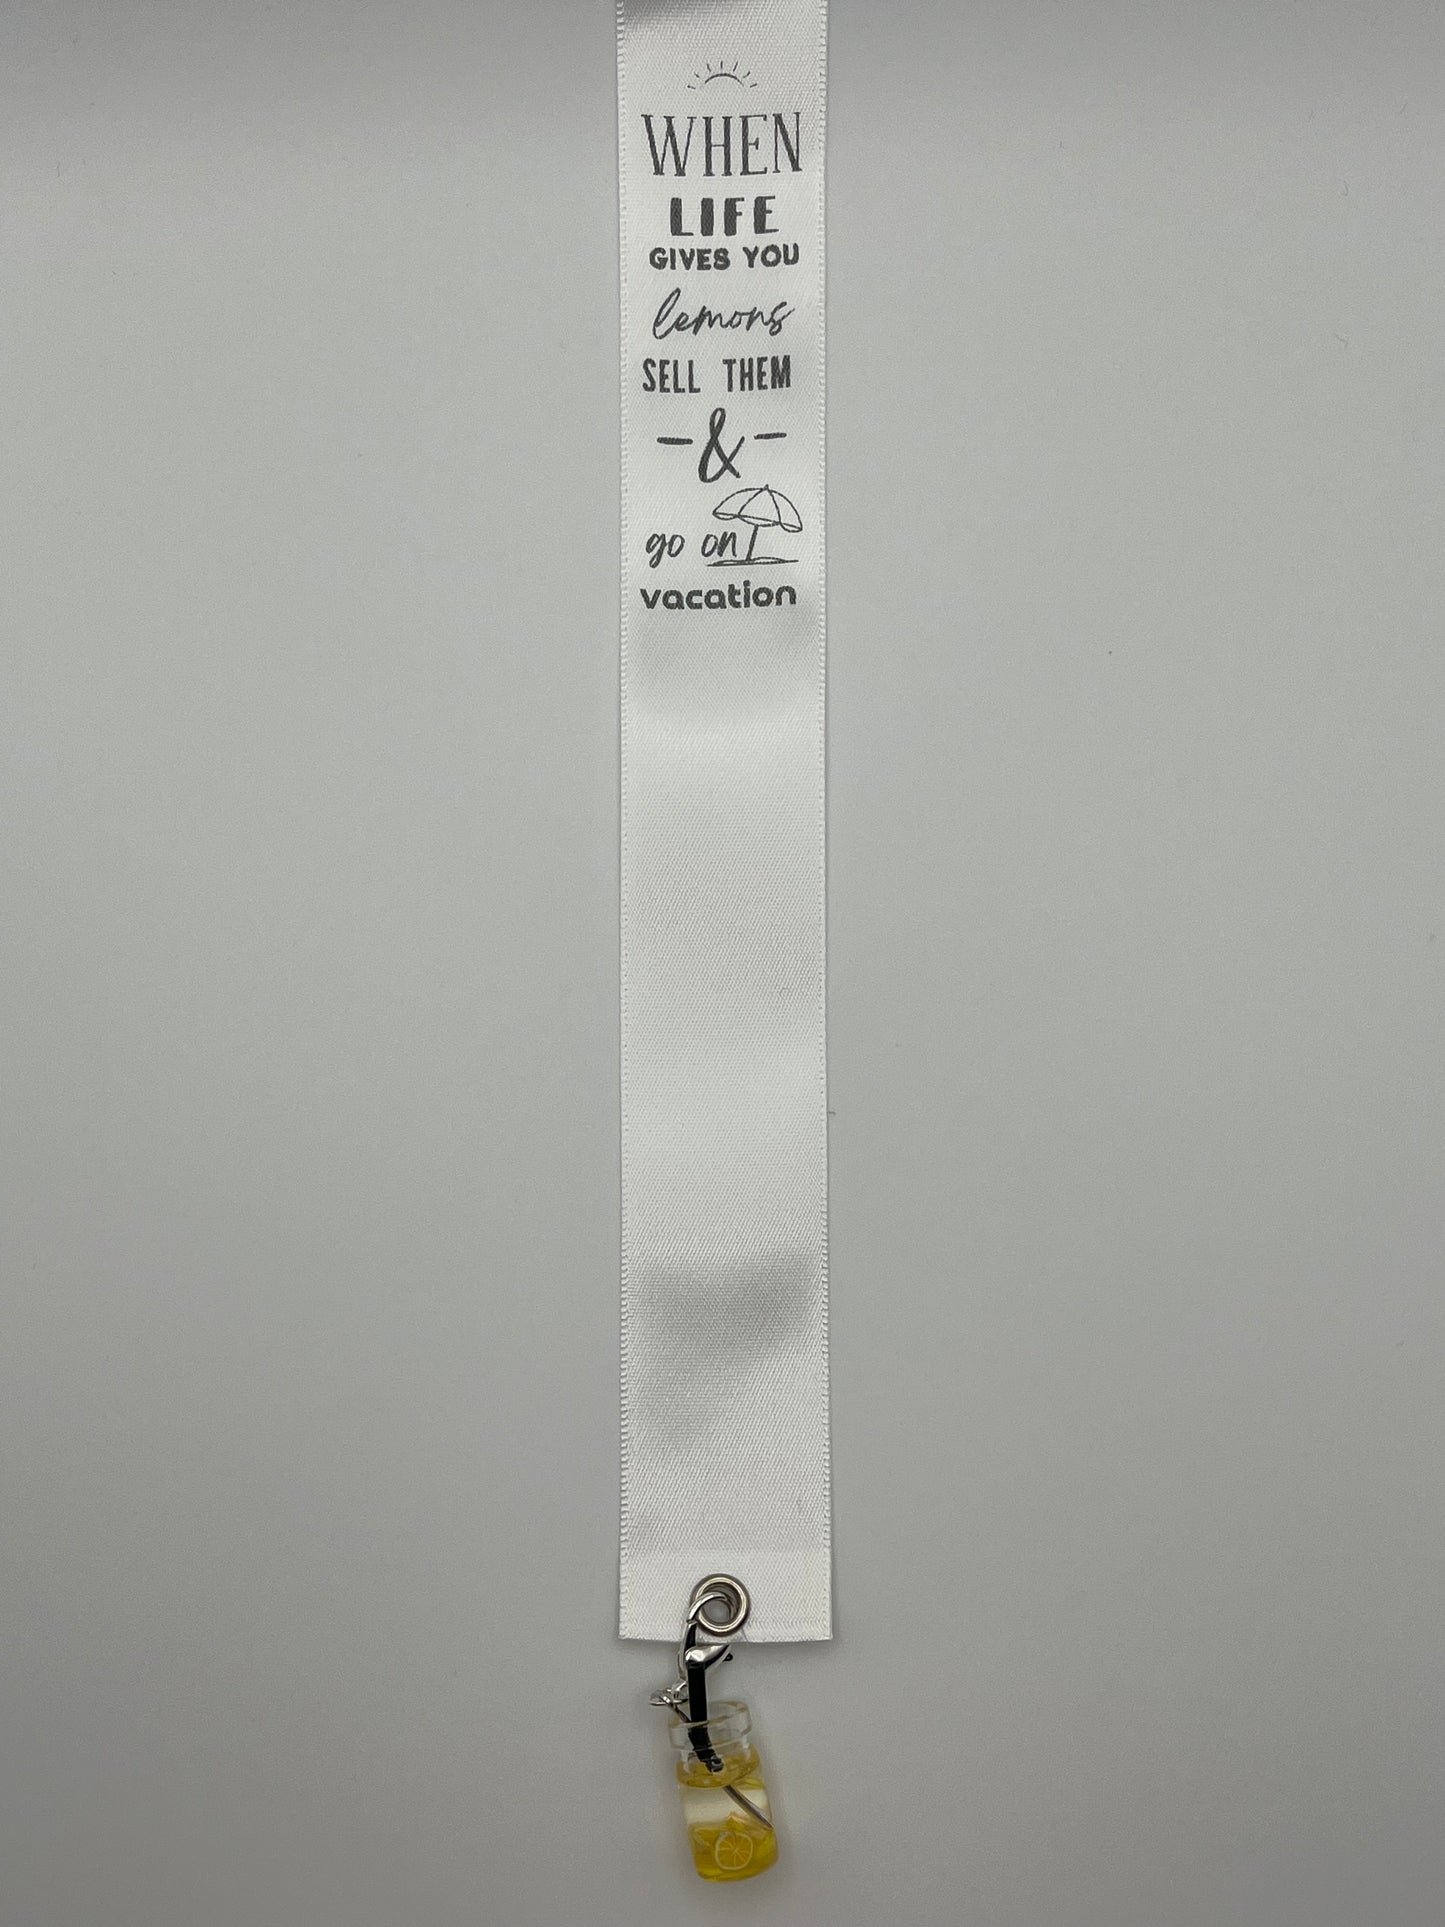 WHEN
LIFE
GIVES YOU
lemons
SELL THEM
-&-
go on
vacation